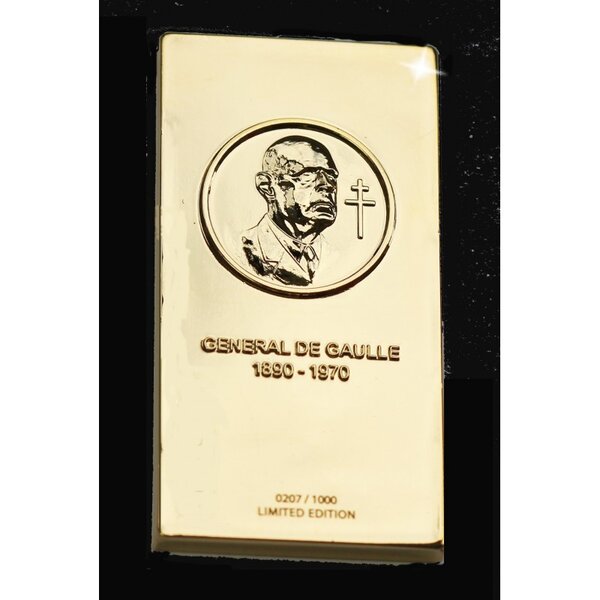 GENERAL DE GAULLE
1890 - 1970
0207 / 1000
LIMITED EDITION